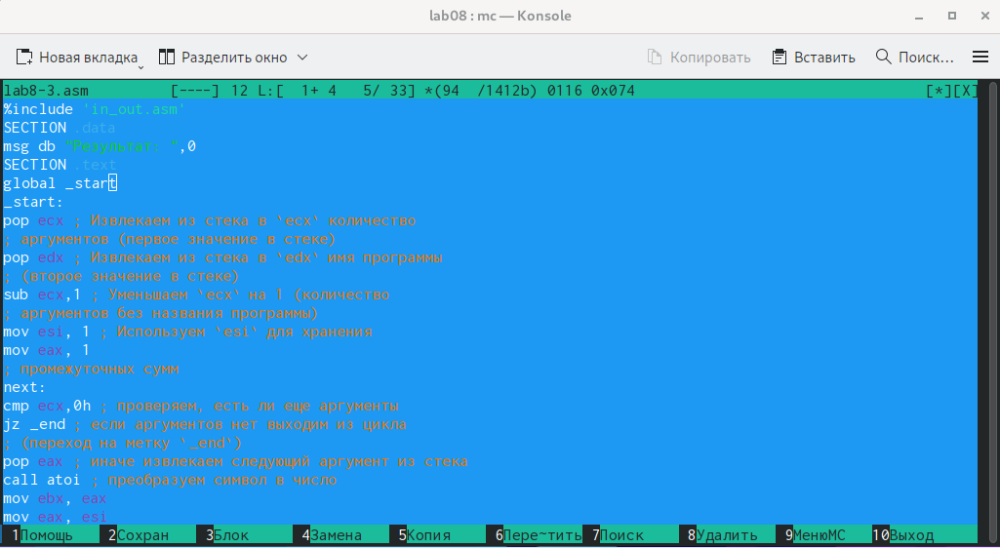 lab08 : mc — Konsole
Новая вкладка Разделить окно Копировать Вставить Поиск...
lab8-3.asm [----] 12 L:[ 1+ 4 5/ 33] *(94 /1412b) 0116 0x074 [*][X]
%include 'in_out.asm'
SECTION .data
msg db "Результат: ",0
SECTION .text
global _start
_start:
pop ecx ; Извлекаем из стека в `ecx` количество
; аргументов (первое значение в стеке)
pop edx ; Извлекаем из стека в `edx` имя программы
; (второе значение в стеке)
sub ecx,1 ; Уменьшаем `ecx` на 1 (количество
; аргументов без названия программы)
mov esi, 1 ; Используем `esi` для хранения
mov eax, 1
; промежуточных сумм
next:
cmp ecx,0h ; проверяем, есть ли еще аргументы
jz _end ; если аргументов нет выходим из цикла
; (переход на метку `_end`)
pop eax ; иначе извлекаем следующий аргумент из стека
call atoi ; преобразуем символ в число
mov ebx, eax
mov eax, esi
1Помощь 2Сохран 3Блок 4Замена 5Копия 6Пере~тить 7Поиск 8Удалить 9МенюMC 10Выход